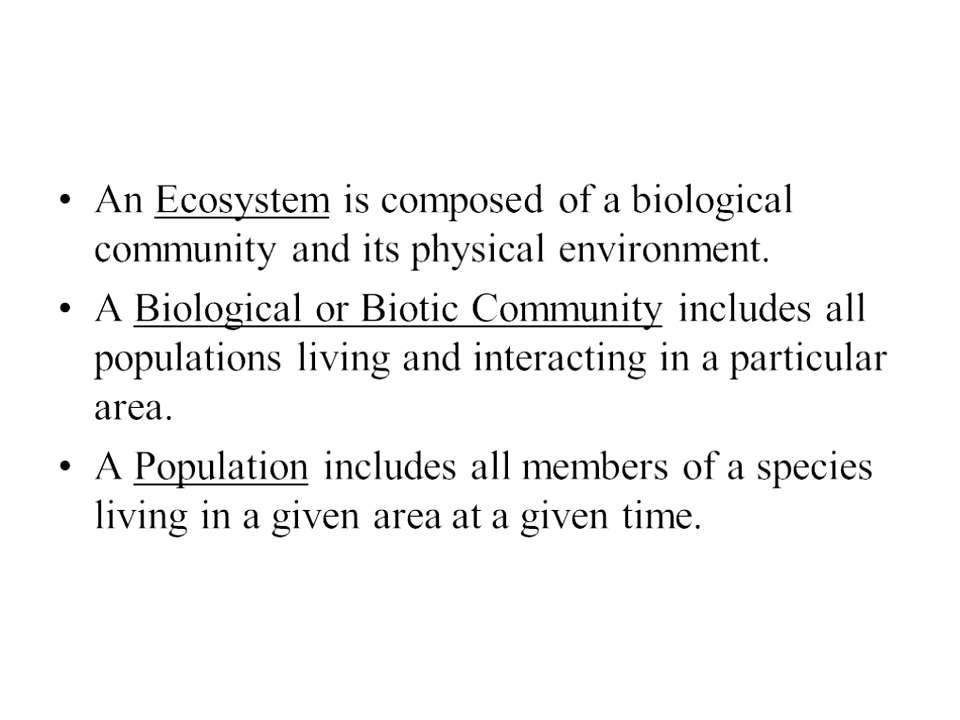 • An Ecosystem is composed of a biological
community and its physical environment.
• A Biological or Biotic Community includes all
populations living and interacting in a particular
area.
• A Population includes all members of a species
living in a given area at a given time.